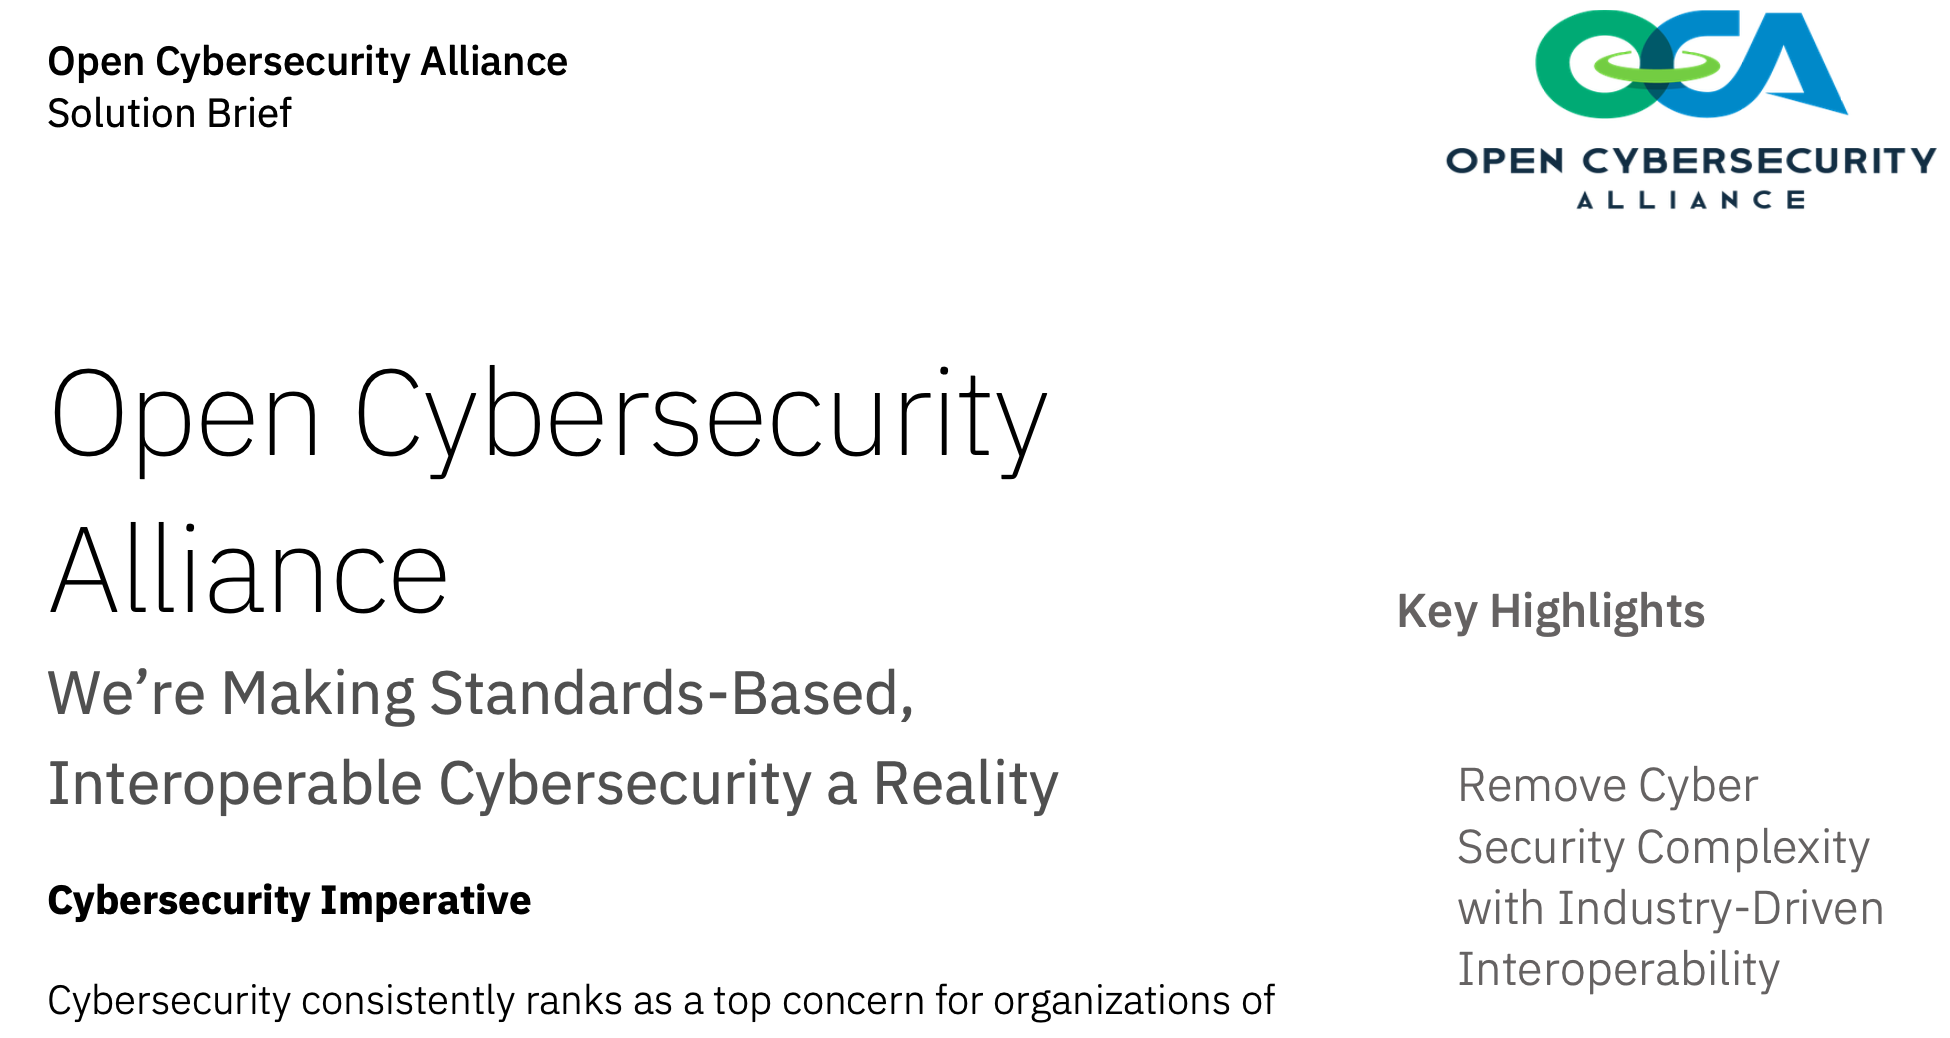 Open Cybersecurity Alliance
Solution Brief
OCA
OPEN CYBERSECURITY
ALLIANCE
Open Cybersecurity
Alliance
We’re Making Standards-Based,
Interoperable Cybersecurity a Reality
Cybersecurity Imperative
Cybersecurity consistently ranks as a top concern for organizations of
Key Highlights
Remove Cyber
Security Complexity
with Industry-Driven
Interoperability